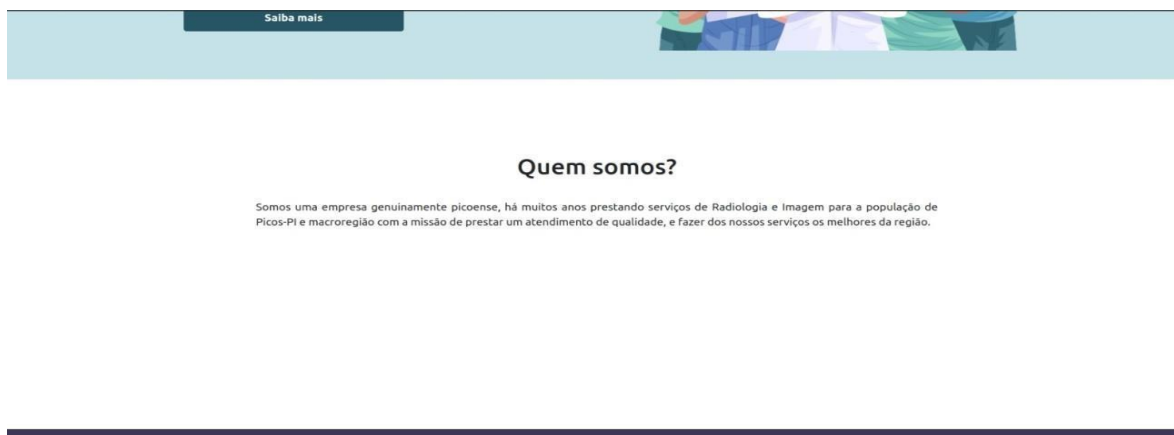 Saiba mais
Quem somos?
Somos uma empresa genuinamente picoense, há muitos anos prestando serviços de Radiologia e Imagem para a população de
Picos-PI e macroregião com a missão de prestar um atendimento de qualidade, e fazer dos nossos serviços os melhores da região.